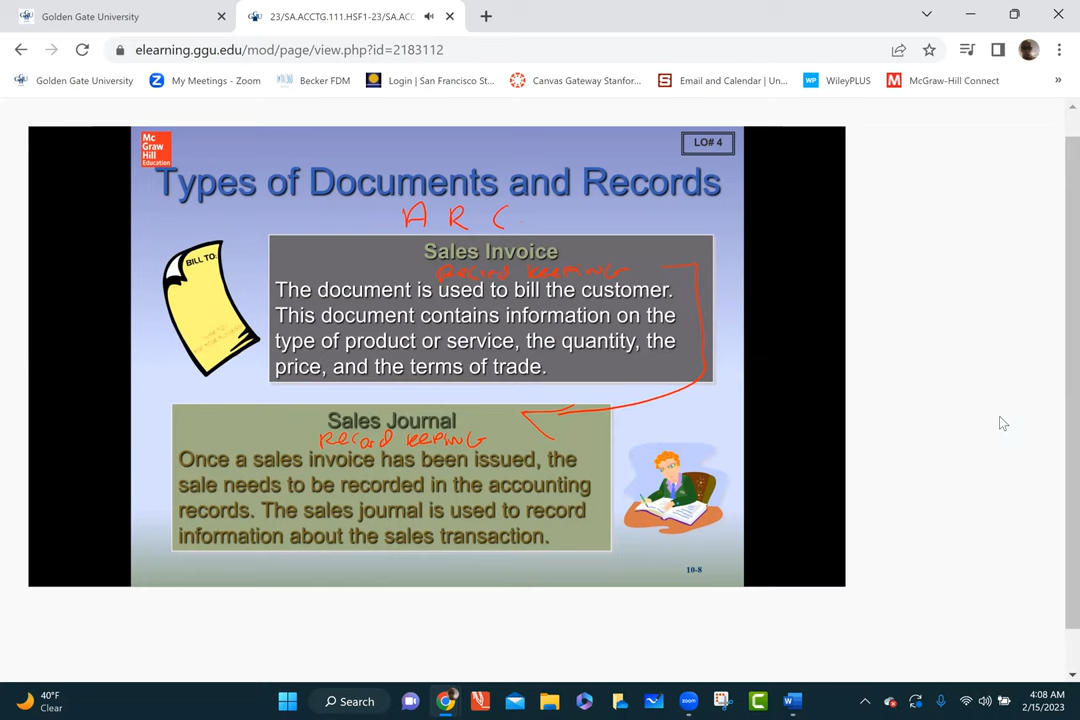 Golden Gate University
23/SA.ACCTG.111.HSF1-23/SA.ACC
elearning.ggu.edu/mod/page/view.php?id=2183112
Golden Gate University
My Meetings - Zoom
Becker FDM
Login | San Francisco St...
Canvas Gateway Stanfor...
Email and Calendar | Un...
WileyPLUS
McGraw-Hill Connect
»
Mc
Graw
Hill
Education
LO# 4
Types of Documents and Records
A R C
BILL TO:
Sales Invoice
Record keeping
The document is used to bill the customer.
This document contains information on the
type of product or service, the quantity, the
price, and the terms of trade.
Sales Journal
Record keeping
Once a sales invoice has been issued, the
sale needs to be recorded in the accounting
records. The sales journal is used to record
information about the sales transaction.
10-8
40°F
Clear
Search
4:08 AM
2/15/2023